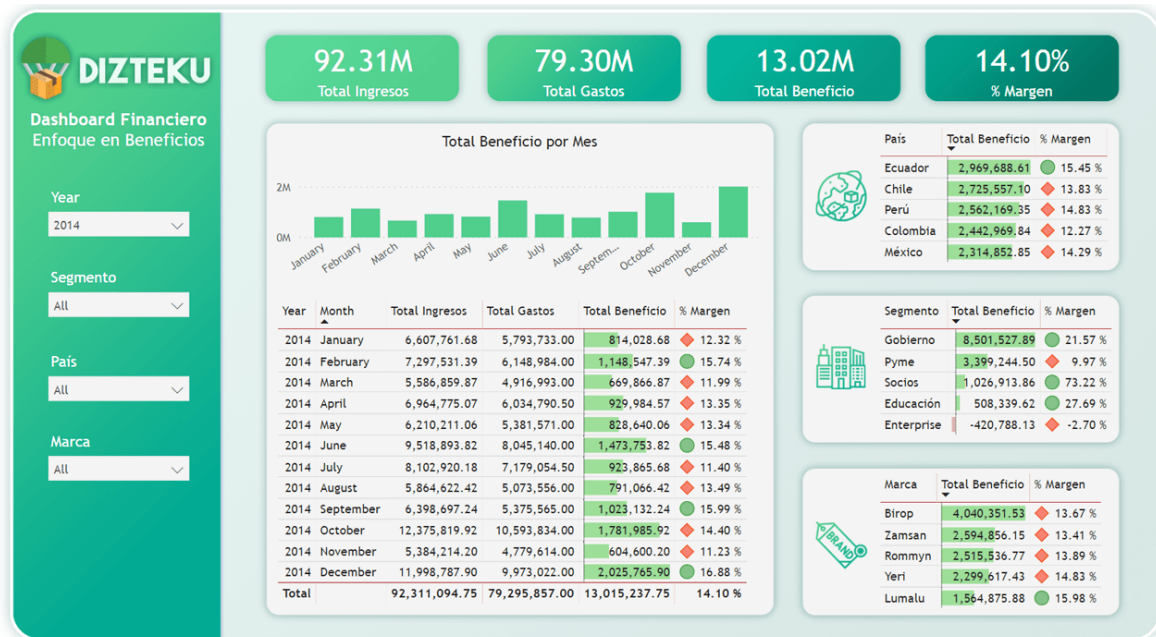 DIZTEKU
Dashboard Financiero
Enfoque en Beneficios
Year
2014
Segmento
All
País
All
Marca
All
92.31M
Total Ingresos
79.30M
Total Gastos
13.02M
Total Beneficio
14.10%
% Margen
Total Beneficio por Mes
2M
0M
January February March April May June July August Septem... October November December
Year Month Total Ingresos Total Gastos Total Beneficio % Margen
2014 January 6,607,761.68 5,793,733.00 814,028.68 12.32 %
2014 February 7,297,531.39 6,148,984.00 1,148,547.39 15.74 %
2014 March 5,586,859.87 4,916,993.00 669,866.87 11.99 %
2014 April 6,964,775.07 6,034,790.50 929,984.57 13.35 %
2014 May 6,210,211.06 5,381,571.00 828,640.06 13.34 %
2014 June 9,518,893.82 8,045,140.00 1,473,753.82 15.48 %
2014 July 8,102,920.18 7,179,054.50 923,865.68 11.40 %
2014 August 5,864,622.42 5,073,556.00 791,066.42 13.49 %
2014 September 6,398,697.24 5,375,565.00 1,023,132.24 15.99 %
2014 October 12,375,819.92 10,593,834.00 1,781,985.92 14.40 %
2014 November 5,384,214.20 4,779,614.00 604,600.20 11.23 %
2014 December 11,998,787.90 9,973,022.00 2,025,765.90 16.88 %
Total 92,311,094.75 79,295,857.00 13,015,237.75 14.10 %
País Total Beneficio % Margen
Ecuador 2,969,688.61 15.45 %
Chile 2,725,557.10 13.83 %
Perú 2,562,169.35 14.83 %
Colombia 2,442,969.84 12.27 %
México 2,314,852.85 14.29 %
Segmento Total Beneficio % Margen
Gobierno 8,501,527.89 21.57 %
Pyme 3,399,244.50 9.97 %
Socios 1,026,913.86 73.22 %
Educación 508,339.62 27.69 %
Enterprise -420,788.13 -2.70 %
BRAND
Marca Total Beneficio % Margen
Birop 4,040,351.53 13.67 %
Zamsan 2,594,856.15 13.41 %
Rommyn 2,515,536.77 13.89 %
Yeri 2,299,617.43 14.83 %
Lumalu 1,564,875.88 15.98 %